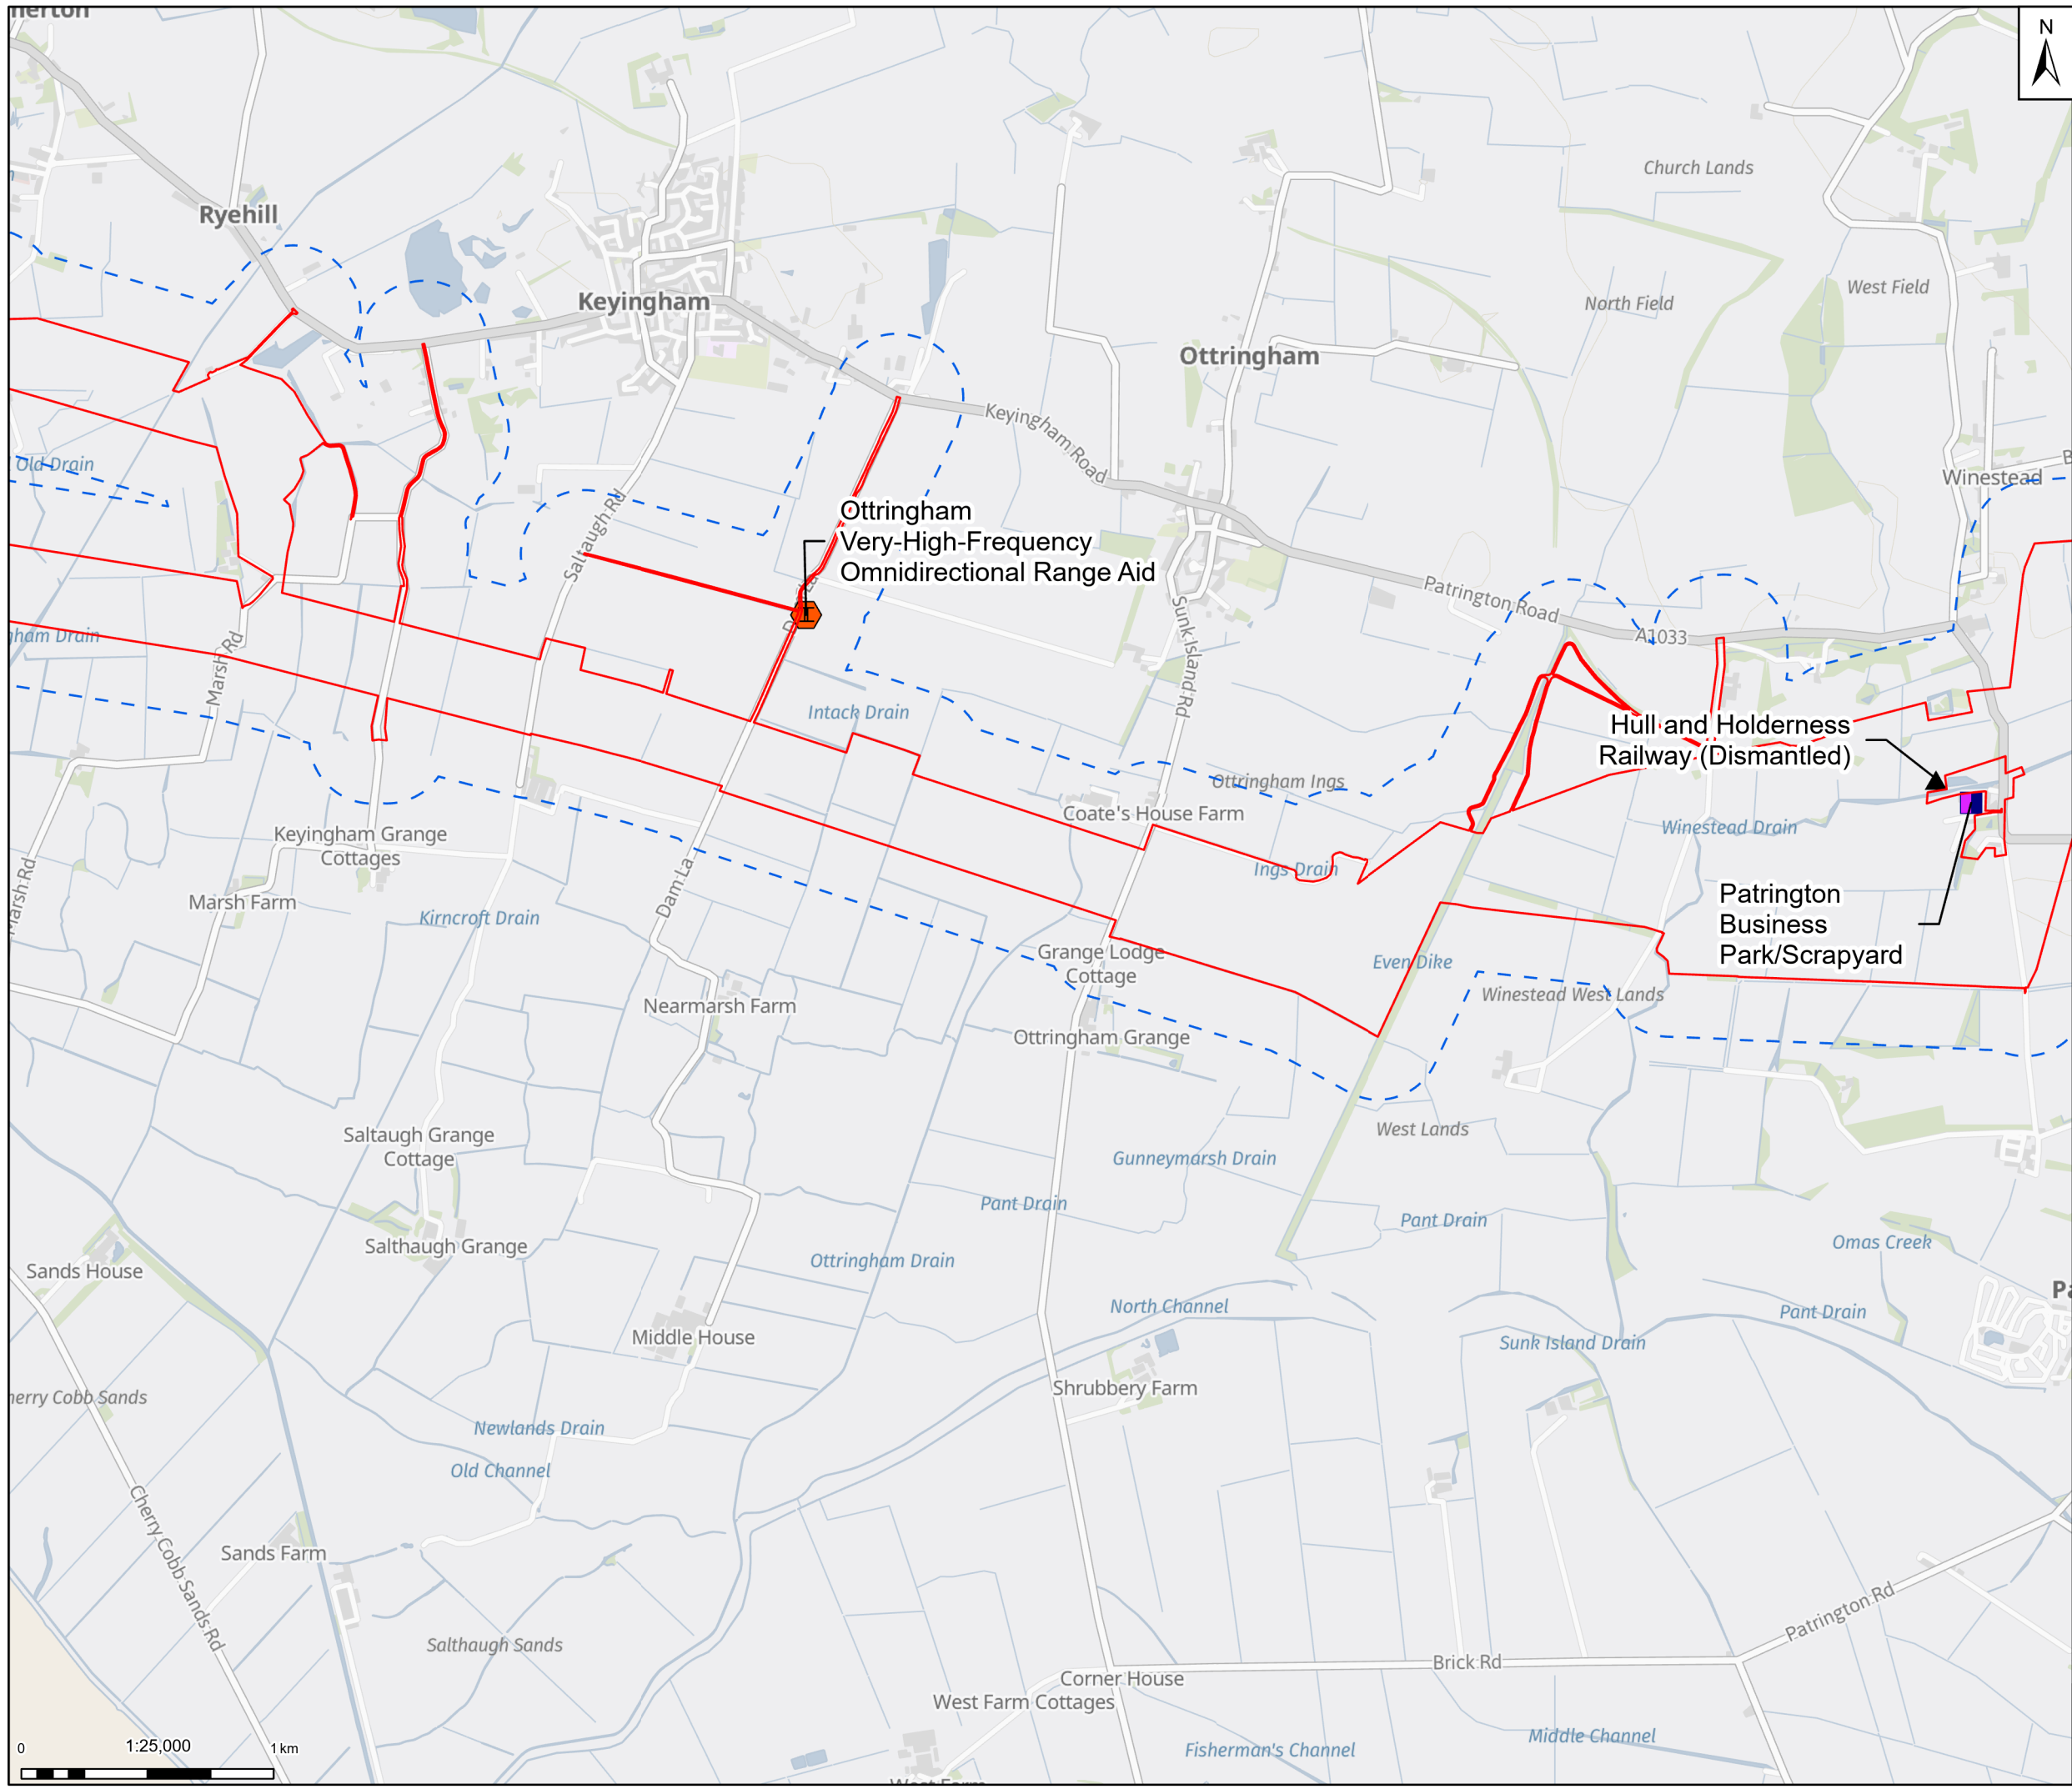 N
Church Lands
Ryehill
West Field
Keyingham
North Field
Ottringham
Keyingham Road
Old Drain
Winestead
Saltaugh Rd
Ottringham
Very-High-Frequency
Omnidirectional Range Aid
Patrington Road
A1033
Sunk Island Rd
Marsh Rd
Intack Drain
Hull and Holderness
Railway (Dismantled)
Ottringham Ings
Coate's House Farm
Winestead Drain
Keyingham Grange
Cottages
Ings Drain
Marsh Rd
Marsh Farm
Dam La
Kirncroft Drain
Patrington
Business
Park/Scrapyard
Grange Lodge
Cottage
Even Dike
Winestead West Lands
Nearmarsh Farm
Ottringham Grange
Saltaugh Grange
Cottage
West Lands
Gunneymarsh Drain
Pant Drain
Pant Drain
Omas Creek
Salthaugh Grange
Ottringham Drain
Sands House
North Channel
Pant Drain
Middle House
Sunk Island Drain
Shrubbery Farm
Newlands Drain
Old Channel
Cherry Cobb Sands Rd
Sands Farm
Patrington Rd
Salthaugh Sands
Brick Rd
Corner House
West Farm Cottages
Middle Channel
Fisherman's Channel
0 1:25,000 1 km